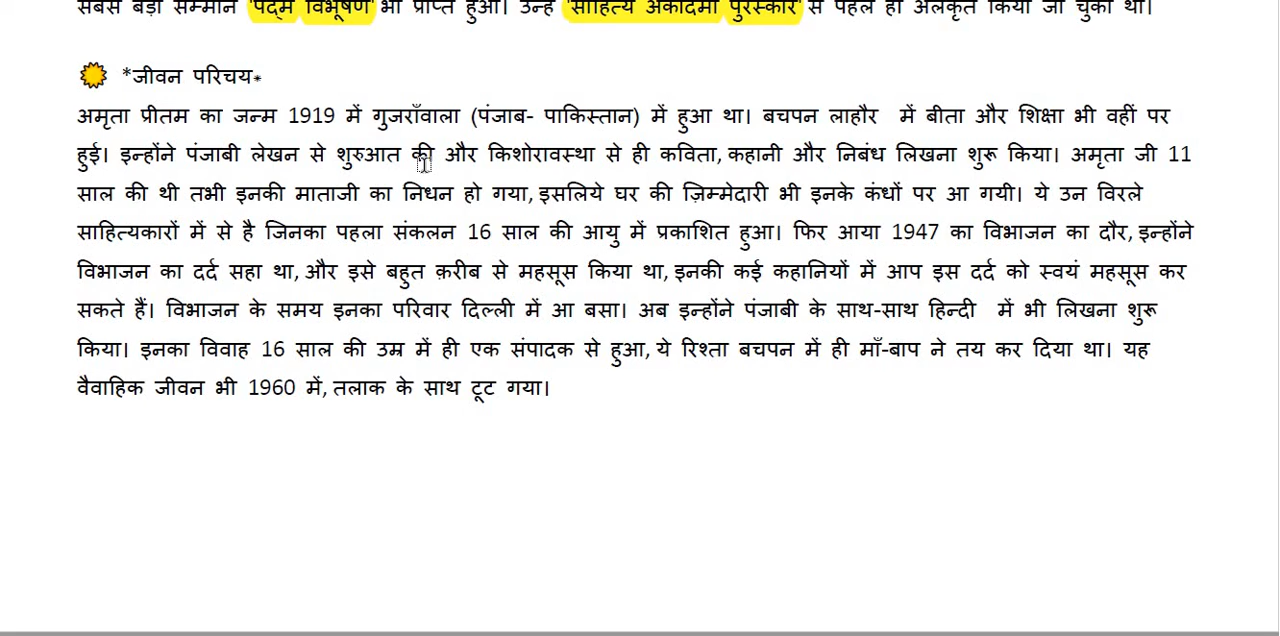 सबसे बड़ा सम्मान 'पद्म विभूषण' भी प्राप्त हुआ। उन्हें 'साहित्य अकादमी पुरस्कार' से पहले ही अलंकृत किया जा चुका था।
*जीवन परिचय*
अमृता प्रीतम का जन्म 1919 में गुजराँवाला (पंजाब- पाकिस्तान) में हुआ था। बचपन लाहौर में बीता और शिक्षा भी वहीं पर
हुई। इन्होंने पंजाबी लेखन से शुरुआत की और किशोरावस्था से ही कविता, कहानी और निबंध लिखना शुरू किया। अमृता जी 11
साल की थी तभी इनकी माताजी का निधन हो गया, इसलिये घर की ज़िम्मेदारी भी इनके कंधों पर आ गयी। ये उन विरले
साहित्यकारों में से है जिनका पहला संकलन 16 साल की आयु में प्रकाशित हुआ। फिर आया 1947 का विभाजन का दौर, इन्होंने
विभाजन का दर्द सहा था, और इसे बहुत क़रीब से महसूस किया था, इनकी कई कहानियों में आप इस दर्द को स्वयं महसूस कर
सकते हैं। विभाजन के समय इनका परिवार दिल्ली में आ बसा। अब इन्होंने पंजाबी के साथ-साथ हिन्दी में भी लिखना शुरू
किया। इनका विवाह 16 साल की उम्र में ही एक संपादक से हुआ, ये रिश्ता बचपन में ही माँ-बाप ने तय कर दिया था। यह
वैवाहिक जीवन भी 1960 में, तलाक के साथ टूट गया।